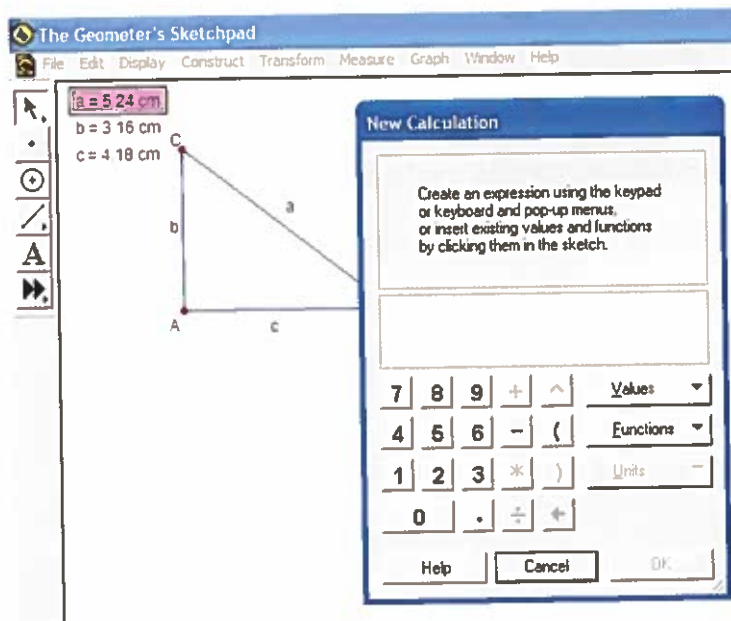 The Geometer's Sketchpad
File Edit Display Construct Transform Measure Graph Window Help
a = 5 24 cm
b = 3 16 cm
c = 4.18 cm
C
a
b
A
c
A
New Calculation
Create an expression using the keypad
or keyboard and pop-up menus,
or insert existing values and functions
by clicking them in the sketch.
7 8 9 + ^ Values
4 5 6 - ( Functions
1 2 3 * ) Units
0 . ÷
Help Cancel OK